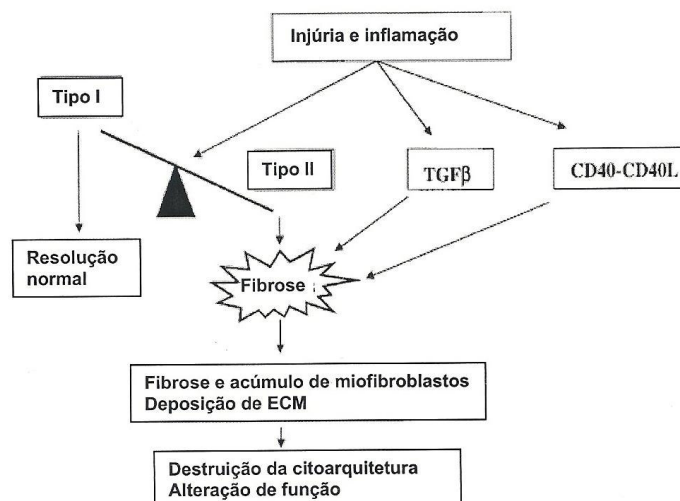 Injúria e inflamação
Tipo I
Tipo II
TGFβ
CD40-CD40L
Resolução
normal
Fibrose
Fibrose e acúmulo de miofibroblastos
Deposição de ECM
Destruição da citoarquitetura
Alteração de função